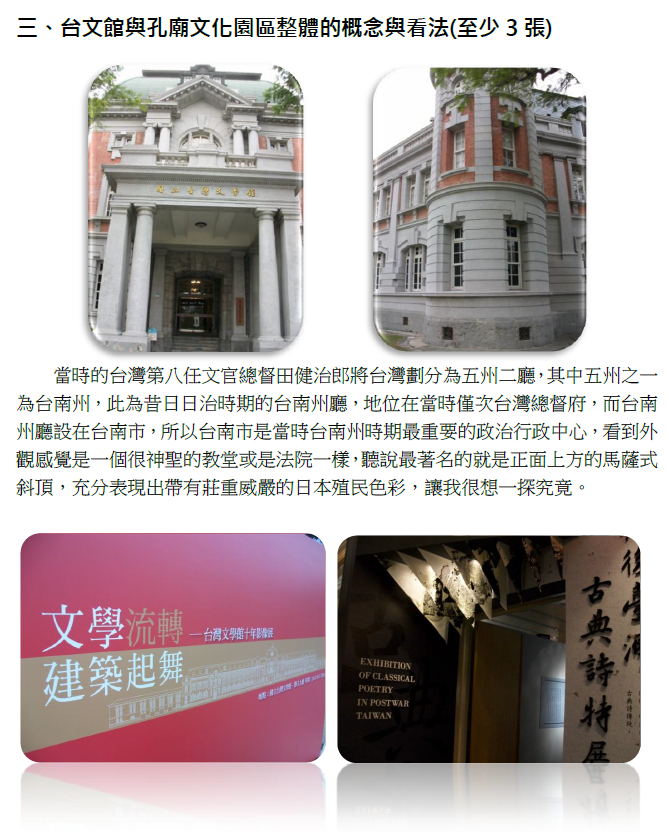 三、台文館與孔廟文化園區整體的概念與看法(至少 3 張)
當時的台灣第八任文官總督田健治郎將台灣劃分為五州二廳，其中五州之一
為台南州，此為昔日日治時期的台南州廳，地位在當時僅次台灣總督府，而台南
州廳設在台南市，所以台南市是當時台南州時期最重要的政治行政中心，看到外
觀感覺是一個很神聖的教堂或是法院一樣，聽說最著名的就是正面上方的馬薩式
斜頂，充分表現出帶有莊重威嚴的日本殖民色彩，讓我很想一探究竟。
文學流轉
—台灣文學館十年影像展
建築起舞
EXHIBITION
OF CLASSICAL
POETRY
IN POSTWAR
TAIWAN
後臺灣
古典詩特展